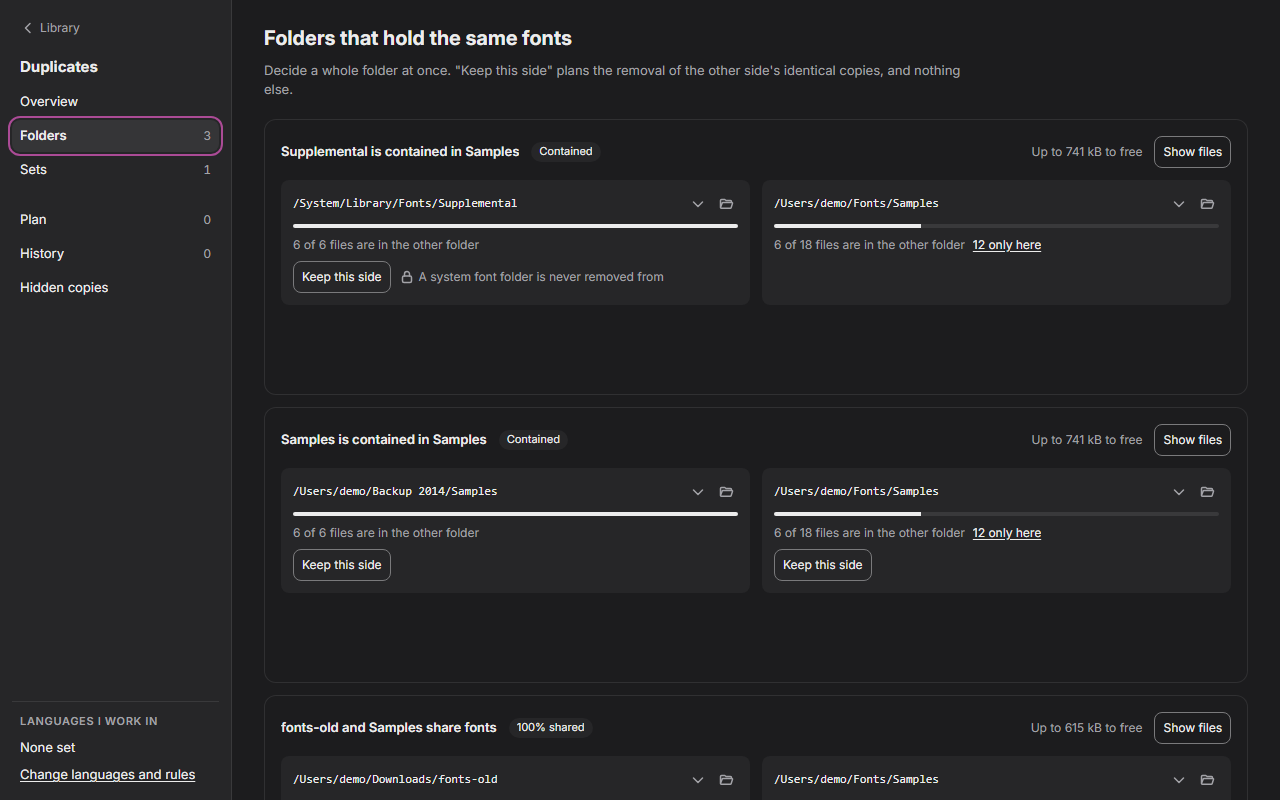 Library
Duplicates
Overview
Folders 3
Sets 1
Plan 0
History 0
Hidden copies
LANGUAGES I WORK IN
None set
Change languages and rules
Folders that hold the same fonts
Decide a whole folder at once. "Keep this side" plans the removal of the other side's identical copies, and nothing
else.
Supplemental is contained in Samples Contained Up to 741 kB to free Show files
/System/Library/Fonts/Supplemental
6 of 6 files are in the other folder
Keep this side A system font folder is never removed from
/Users/demo/Fonts/Samples
6 of 18 files are in the other folder 12 only here
Samples is contained in Samples Contained Up to 741 kB to free Show files
/Users/demo/Backup 2014/Samples
6 of 6 files are in the other folder
Keep this side
/Users/demo/Fonts/Samples
6 of 18 files are in the other folder 12 only here
Keep this side
fonts-old and Samples share fonts 100% shared Up to 615 kB to free Show files
/Users/demo/Downloads/fonts-old
/Users/demo/Fonts/Samples